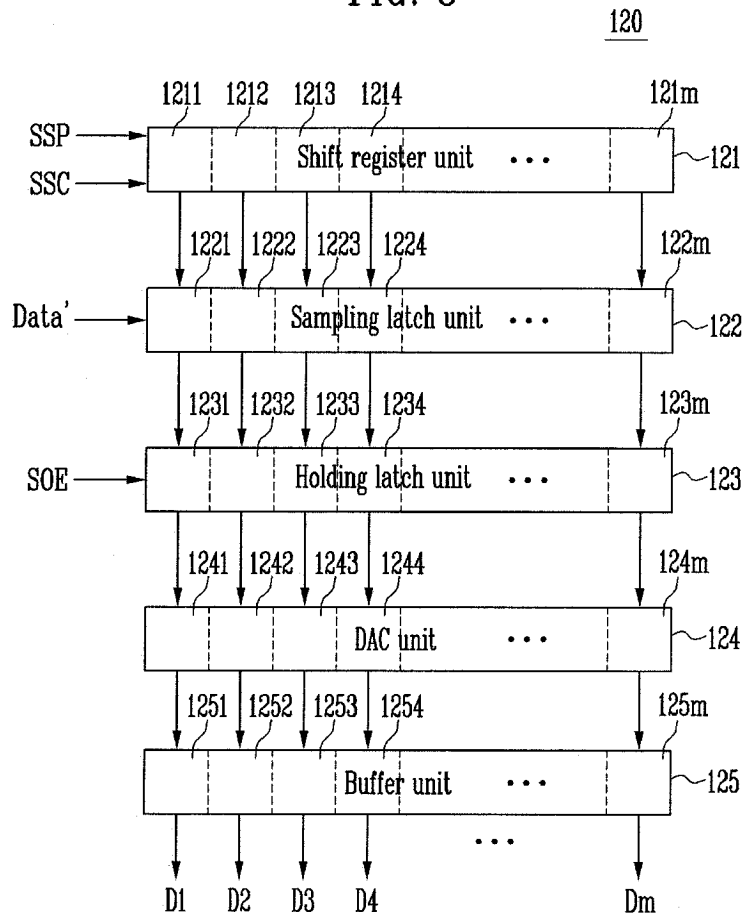 120
1211 1212 1213 1214 121m
SSP
Shift register unit • • • 121
SSC
1221 1222 1223 1224 122m
Data' Sampling latch unit • • • 122
1231 1232 1233 1234 123m
SOE Holding latch unit • • • 123
1241 1242 1243 1244 124m
DAC unit • • • 124
1251 1252 1253 1254 125m
Buffer unit • • • 125
• • •
D1 D2 D3 D4 Dm